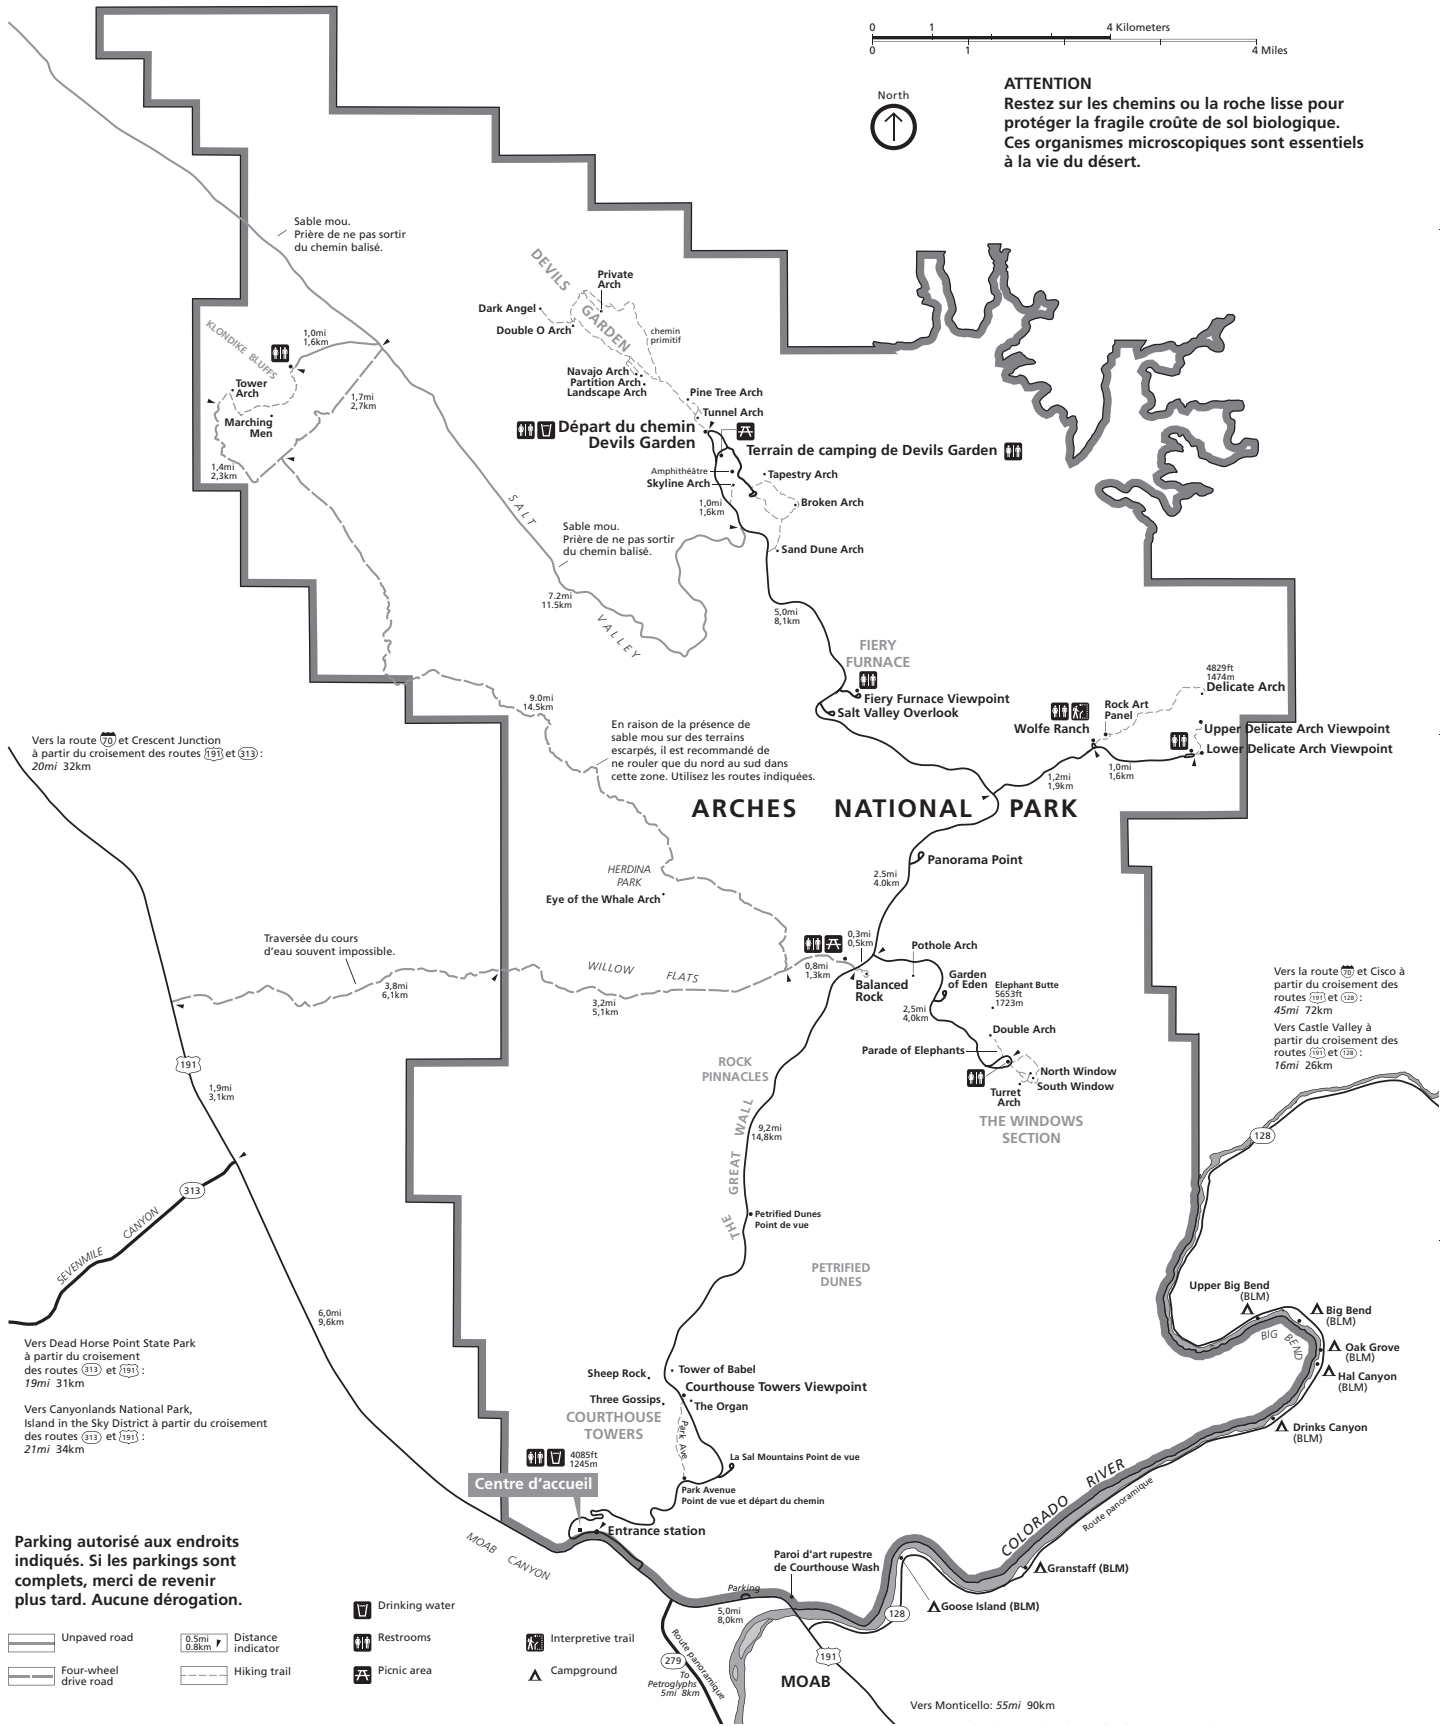 0 1 4 Kilometers
0 1 4 Miles
North
ATTENTION
Restez sur les chemins ou la roche lisse pour
protéger la fragile croûte de sol biologique.
Ces organismes microscopiques sont essentiels
à la vie du désert.
Sable mou.
Prière de ne pas sortir
du chemin balisé.
DEVILS
GARDEN
Private
Arch
Dark Angel
Double O Arch
chemin
primitif
KLONDIKE BLUFFS
1,0mi
1,6km
Tower
Arch
Marching
Men
1,7mi
2,7km
1,4mi
2,3km
Navajo Arch
Partition Arch
Landscape Arch
Pine Tree Arch
Tunnel Arch
Départ du chemin
Devils Garden
Terrain de camping de Devils Garden
Amphithéâtre
Skyline Arch
Tapestry Arch
Broken Arch
1,0mi
1,6km
Sand Dune Arch
SALT
VALLEY
Sable mou.
Prière de ne pas sortir
du chemin balisé.
7.2mi
11.5km
5,0mi
8,1km
FIERY
FURNACE
Fiery Furnace Viewpoint
Salt Valley Overlook
4829ft
1474m
Delicate Arch
Rock Art
Panel
Wolfe Ranch
Upper Delicate Arch Viewpoint
Lower Delicate Arch Viewpoint
1,0mi
1,6km
1,2mi
1,9km
9.0mi
14.5km
En raison de la présence de
sable mou sur des terrains
escarpés, il est recommandé de
ne rouler que du nord au sud dans
cette zone. Utilisez les routes indiquées.
Vers la route 70 et Crescent Junction
à partir du croisement des routes 191 et 313 :
20mi 32km
ARCHES NATIONAL PARK
Panorama Point
2.5mi
4.0km
HERDINA
PARK
Eye of the Whale Arch
Traversée du cours
d'eau souvent impossible.
3,8mi
6,1km
WILLOW FLATS
3,2mi
5,1km
0,8mi
1,3km
0,3mi
0,5km
Balanced
Rock
Pothole Arch
Garden
of Eden
Elephant Butte
5653ft
1723m
2,5mi
4,0km
Double Arch
Parade of Elephants
North Window
South Window
Turret
Arch
THE WINDOWS
SECTION
Vers la route 70 et Cisco à
partir du croisement des
routes 191 et 128 :
45mi 72km
Vers Castle Valley à
partir du croisement des
routes 191 et 128 :
16mi 26km
191
1,9mi
3,1km
ROCK
PINNACLES
THE GREAT WALL
9,2mi
14,8km
128
313
SEVENMILE CANYON
Petrified Dunes
Point de vue
PETRIFIED
DUNES
6,0mi
9,6km
Upper Big Bend
(BLM)
Big Bend
(BLM)
BIG BEND
Oak Grove
(BLM)
Hal Canyon
(BLM)
Drinks Canyon
(BLM)
Vers Dead Horse Point State Park
à partir du croisement
des routes 313 et 191 :
19mi 31km
Vers Canyonlands National Park,
Island in the Sky District à partir du croisement
des routes 313 et 191 :
21mi 34km
Sheep Rock
Tower of Babel
Courthouse Towers Viewpoint
Three Gossips
The Organ
COURTHOUSE
TOWERS
Park Ave
La Sal Mountains Point de vue
4085ft
1245m
Centre d'accueil
Park Avenue
Point de vue et départ du chemin
Entrance station
MOAB CANYON
COLORADO RIVER
Route panoramique
Paroi d'art rupestre
de Courthouse Wash
Granstaff (BLM)
Goose Island (BLM)
128
Parking
5,0mi
8,0km
Route panoramique
279
To
Petroglyphs
5mi 8km
191
MOAB
Vers Monticello: 55mi 90km
Parking autorisé aux endroits
indiqués. Si les parkings sont
complets, merci de revenir
plus tard. Aucune dérogation.
Unpaved road
Four-wheel
drive road
0.5mi
0.8km
Distance
indicator
Hiking trail
Drinking water
Restrooms
Picnic area
Interpretive trail
Campground